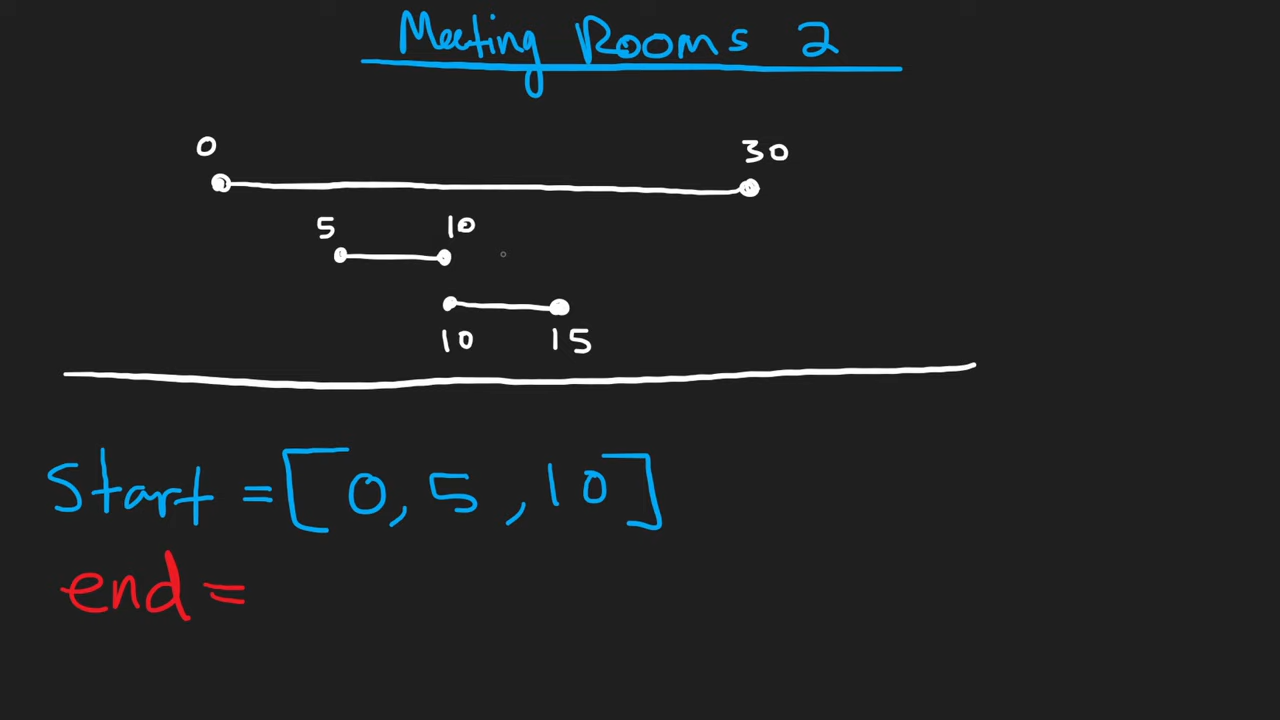 Meeting Rooms 2
0 30
5 10
10 15
Start = [0, 5, 10]
end =